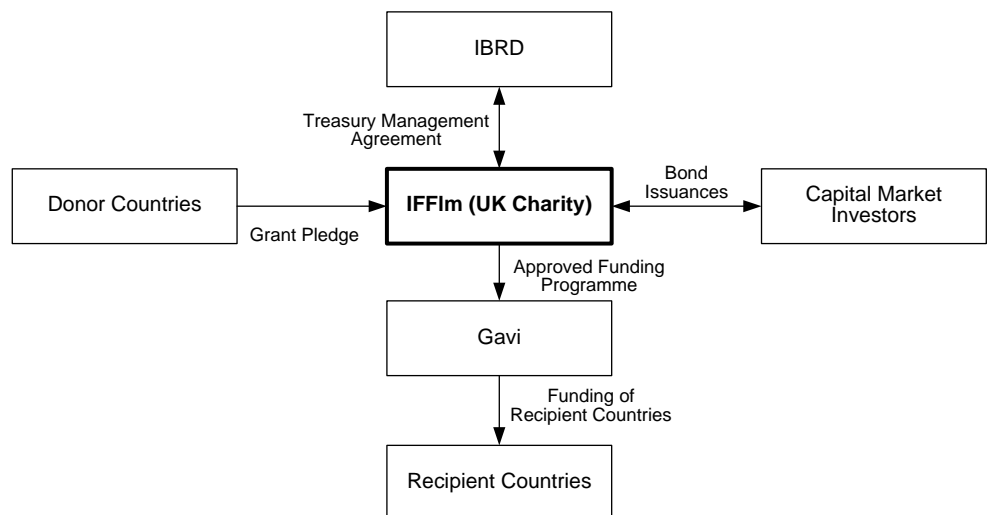 IBRD
Treasury Management
Agreement
Donor Countries
Grant Pledge
IFFIm (UK Charity)
Bond
Issuances
Capital Market
Investors
Approved Funding
Programme
Gavi
Funding of
Recipient Countries
Recipient Countries